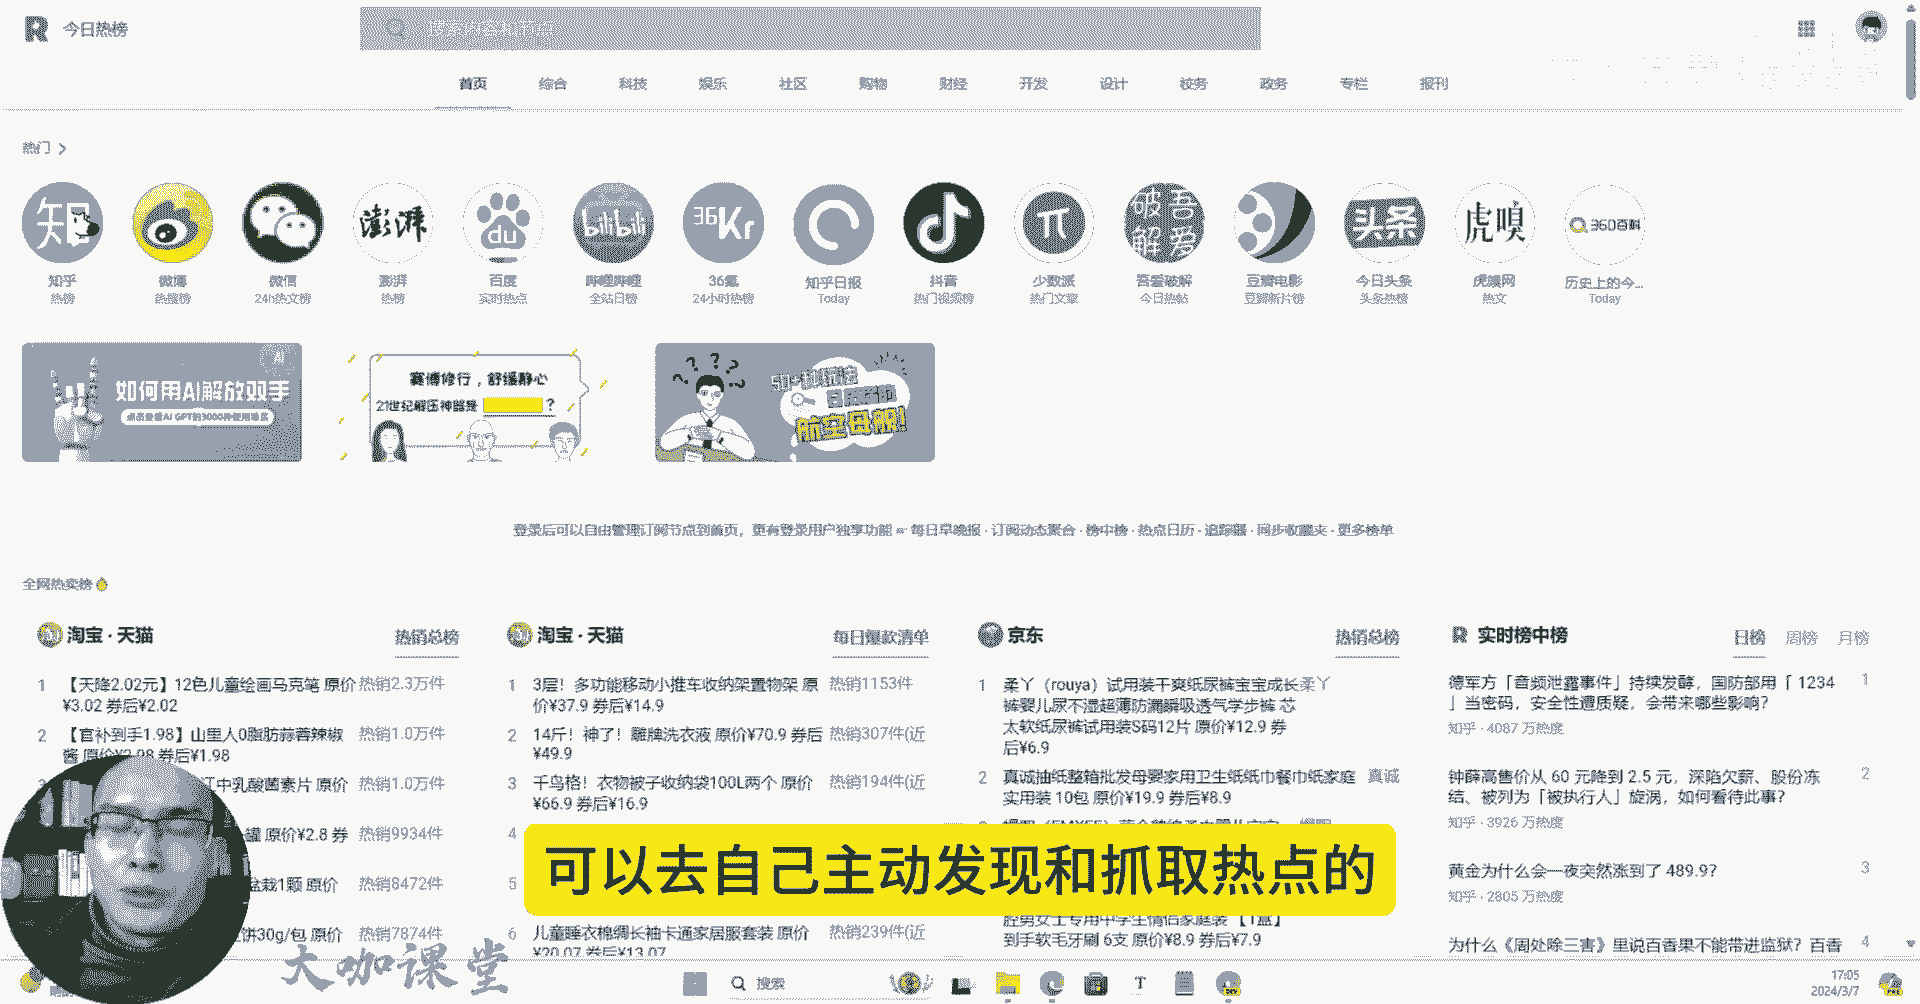 今日热榜
搜索内容和节点
首页 综合 科技 娱乐 社区 购物 财经 开发 设计 校务 政务 专栏 报刊
热门 >
知乎 微博 微信 澎湃 百度 哔哩哔哩 36氪 知乎日报 抖音 少数派 吾爱破解 豆瓣电影 今日头条 虎嗅网 历史上的今...
热榜 热搜榜 24h热文榜 热榜 实时热点 全站日榜 24小时热榜 Today 热门视频榜 热门文章 今日热帖 豆瓣新片榜 头条热榜 热文 Today
如何用AI解放双手
赛博修行，舒缓静心
21世纪解压神器是 ？
航空母舰!
登录后可以自由管理订阅节点到首页，更有登录用户独享功能 每日早晚报 · 订阅动态聚合 · 榜中榜 · 热点日历 · 追踪器 · 同步收藏夹 · 更多榜单
全网热卖榜
淘宝 · 天猫 热销总榜
1 【天降2.02元】12色儿童绘画马克笔 原价 热销2.3万件
¥3.02 券后¥2.02
2 【官补到手1.98】山里人0脂肪蒜蓉辣椒 热销1.0万件
酱 原价¥3.98 券后¥1.98
江中乳酸菌素片 原价 热销1.0万件
罐 原价¥2.8 券 热销9934件
盆栽1颗 原价 热销8472件
饼30g/包 原价 热销7874件
淘宝 · 天猫 每日爆款清单
1 3层！多功能移动小推车收纳架置物架 原 热销1153件
价¥37.9 券后¥14.9
2 14斤！神了！雕牌洗衣液 原价¥70.9 券后 热销307件(近
¥49.9
3 千鸟格！衣物被子收纳袋100L两个 原价 热销194件(近
¥66.9 券后¥16.9
4
5
6 儿童睡衣棉绸长袖卡通家居服套装 原价 热销239件(近
¥20.07 券后¥13.07
京东 热销总榜
1 柔丫（rouya）试用装干爽纸尿裤宝宝成长 柔丫
裤婴儿尿不湿超薄防漏瞬吸透气学步裤 芯
太软纸尿裤试用装S码12片 原价¥12.9 券
后¥6.9
2 真诚抽纸整箱批发母婴家用卫生纸纸巾餐巾纸家庭 真诚
实用装 10包 原价¥19.9 券后¥8.9
腔男女士专用中学生情侣家庭装 【1盒】
到手软毛牙刷 6支 原价¥8.9 券后¥7.9
实时榜中榜 日榜 周榜 月榜
德军方「音频泄露事件」持续发酵，国防部用「 1234 1
」当密码，安全性遭质疑，会带来哪些影响？
知乎 · 4087 万热度
钟薛高售价从 60 元降到 2.5 元，深陷欠薪、股份冻 2
结、被列为「被执行人」旋涡，如何看待此事？
知乎 · 3926 万热度
黄金为什么会一夜突然涨到了 489.9? 3
知乎 · 2805 万热度
为什么《周处除三害》里说百香果不能带进监狱？百香 4
可以去自己主动发现和抓取热点的
大咖课堂
搜索
17:05
2024/3/7